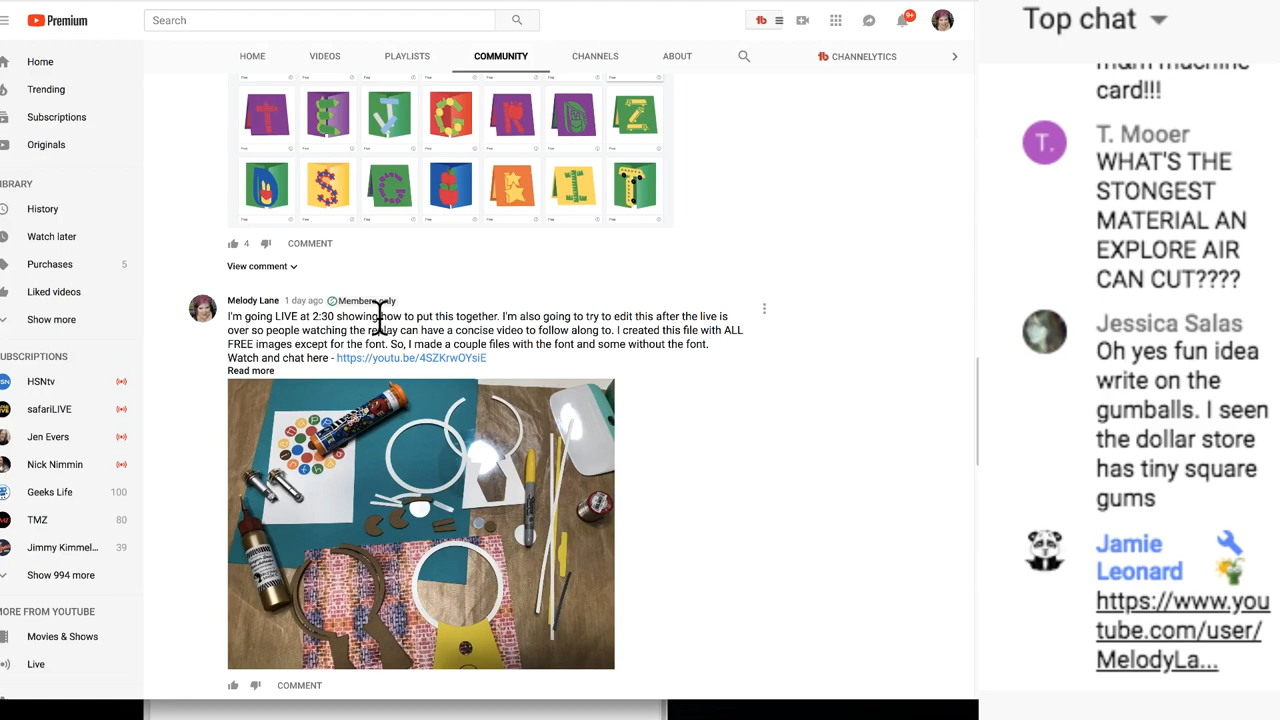 Premium
Search
tb
9+
HOME
VIDEOS
PLAYLISTS
COMMUNITY
CHANNELS
ABOUT
tb CHANNELYTICS
Home
Trending
Subscriptions
Originals
LIBRARY
History
Watch later
Purchases 5
Liked videos
Show more
SUBSCRIPTIONS
HSNtv
safariLIVE
Jen Evers
Nick Nimmin
Geeks Life 100
TMZ 80
Jimmy Kimmel... 39
Show 994 more
MORE FROM YOUTUBE
Movies & Shows
Live
4 COMMENT
View comment
Melody Lane 1 day ago Members only
I'm going LIVE at 2:30 showing how to put this together. I'm also going to try to edit this after the live is
over so people watching the replay can have a concise video to follow along to. I created this file with ALL
FREE images except for the font. So, I made a couple files with the font and some without the font.
Watch and chat here - https://youtu.be/4SZKrwOYsiE
Read more
COMMENT
Top chat
m&m machine
card!!!
T.
T. Mooer
WHAT'S THE
STONGEST
MATERIAL AN
EXPLORE AIR
CAN CUT????
Jessica Salas
Oh yes fun idea
write on the
gumballs. I seen
the dollar store
has tiny square
gums
Jamie
Leonard
https://www.you
tube.com/user/
MelodyLa...